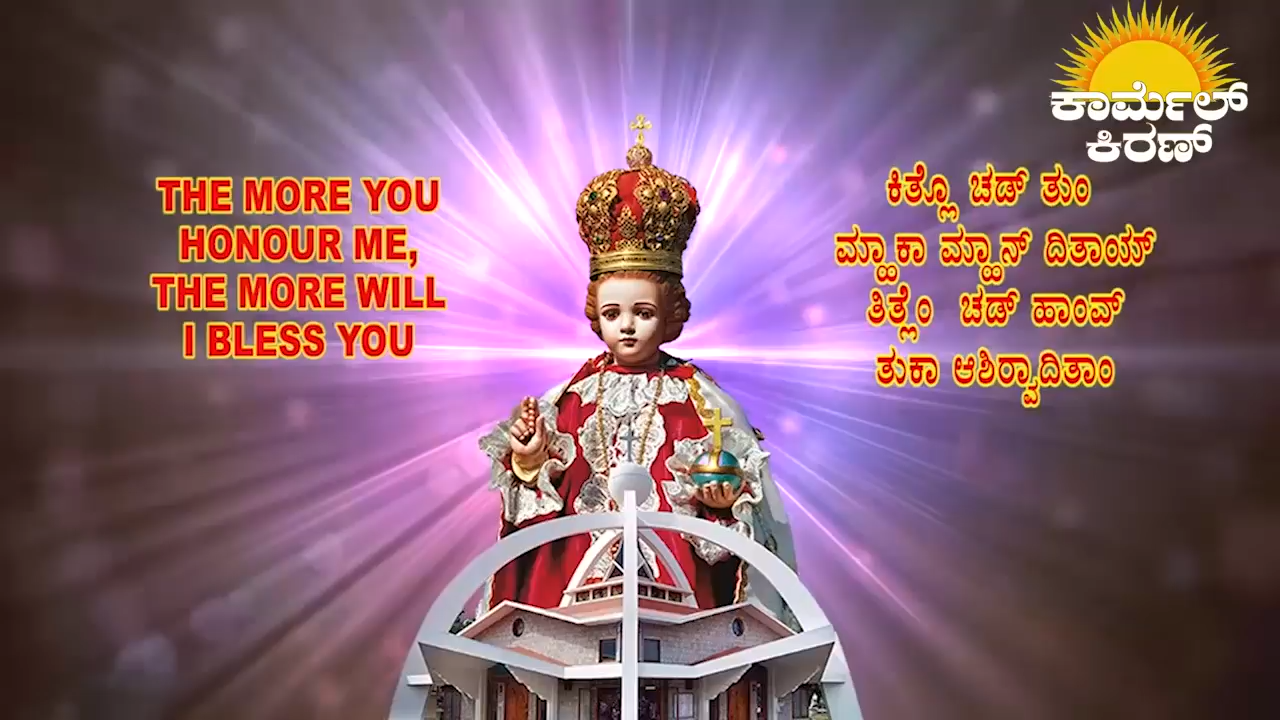 ಕಾರ್ಮೆಲ್
ಕಿರಣ್
THE MORE YOU
HONOUR ME,
THE MORE WILL
I BLESS YOU
ಕಿತ್ಲೊ ಚಡ್ ತುಂ
ಮ್ಹಾಕಾ ಮ್ಹಾನ್ ದಿತಾಯ್
ತಿತ್ಲೆಂ ಚಡ್ ಹಾಂವ್
ತುಕಾ ಆಶಿರ‍್ವಾದಿತಾಂ